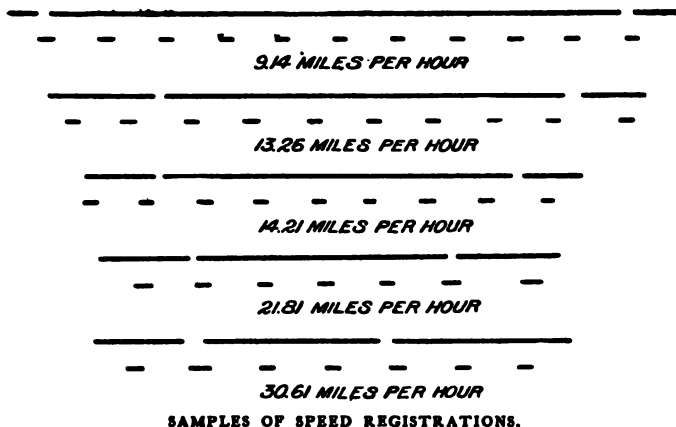 9.14 MILES PER HOUR
13.26 MILES PER HOUR
14.21 MILES PER HOUR
21.81 MILES PER HOUR
30.61 MILES PER HOUR
SAMPLES OF SPEED REGISTRATIONS.